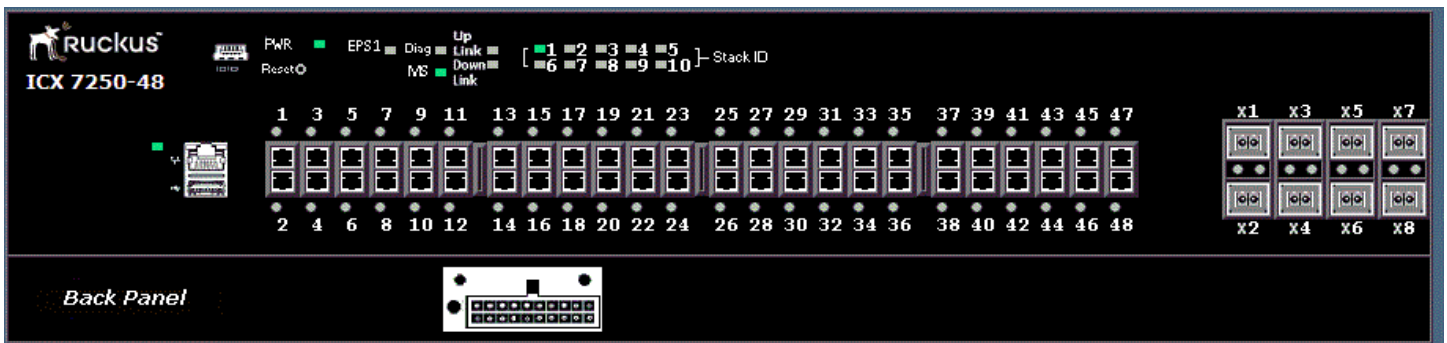 Ruckus
ICX 7250-48
PWR
EPS1
Diag
Up
Link
Reset
MS
Down
Link
1 2 3 4 5
6 7 8 9 10
Stack ID
1 3 5 7 9 11 13 15 17 19 21 23 25 27 29 31 33 35 37 39 41 43 45 47
X1 X3 X5 X7
2 4 6 8 10 12 14 16 18 20 22 24 26 28 30 32 34 36 38 40 42 44 46 48
X2 X4 X6 X8
Back Panel